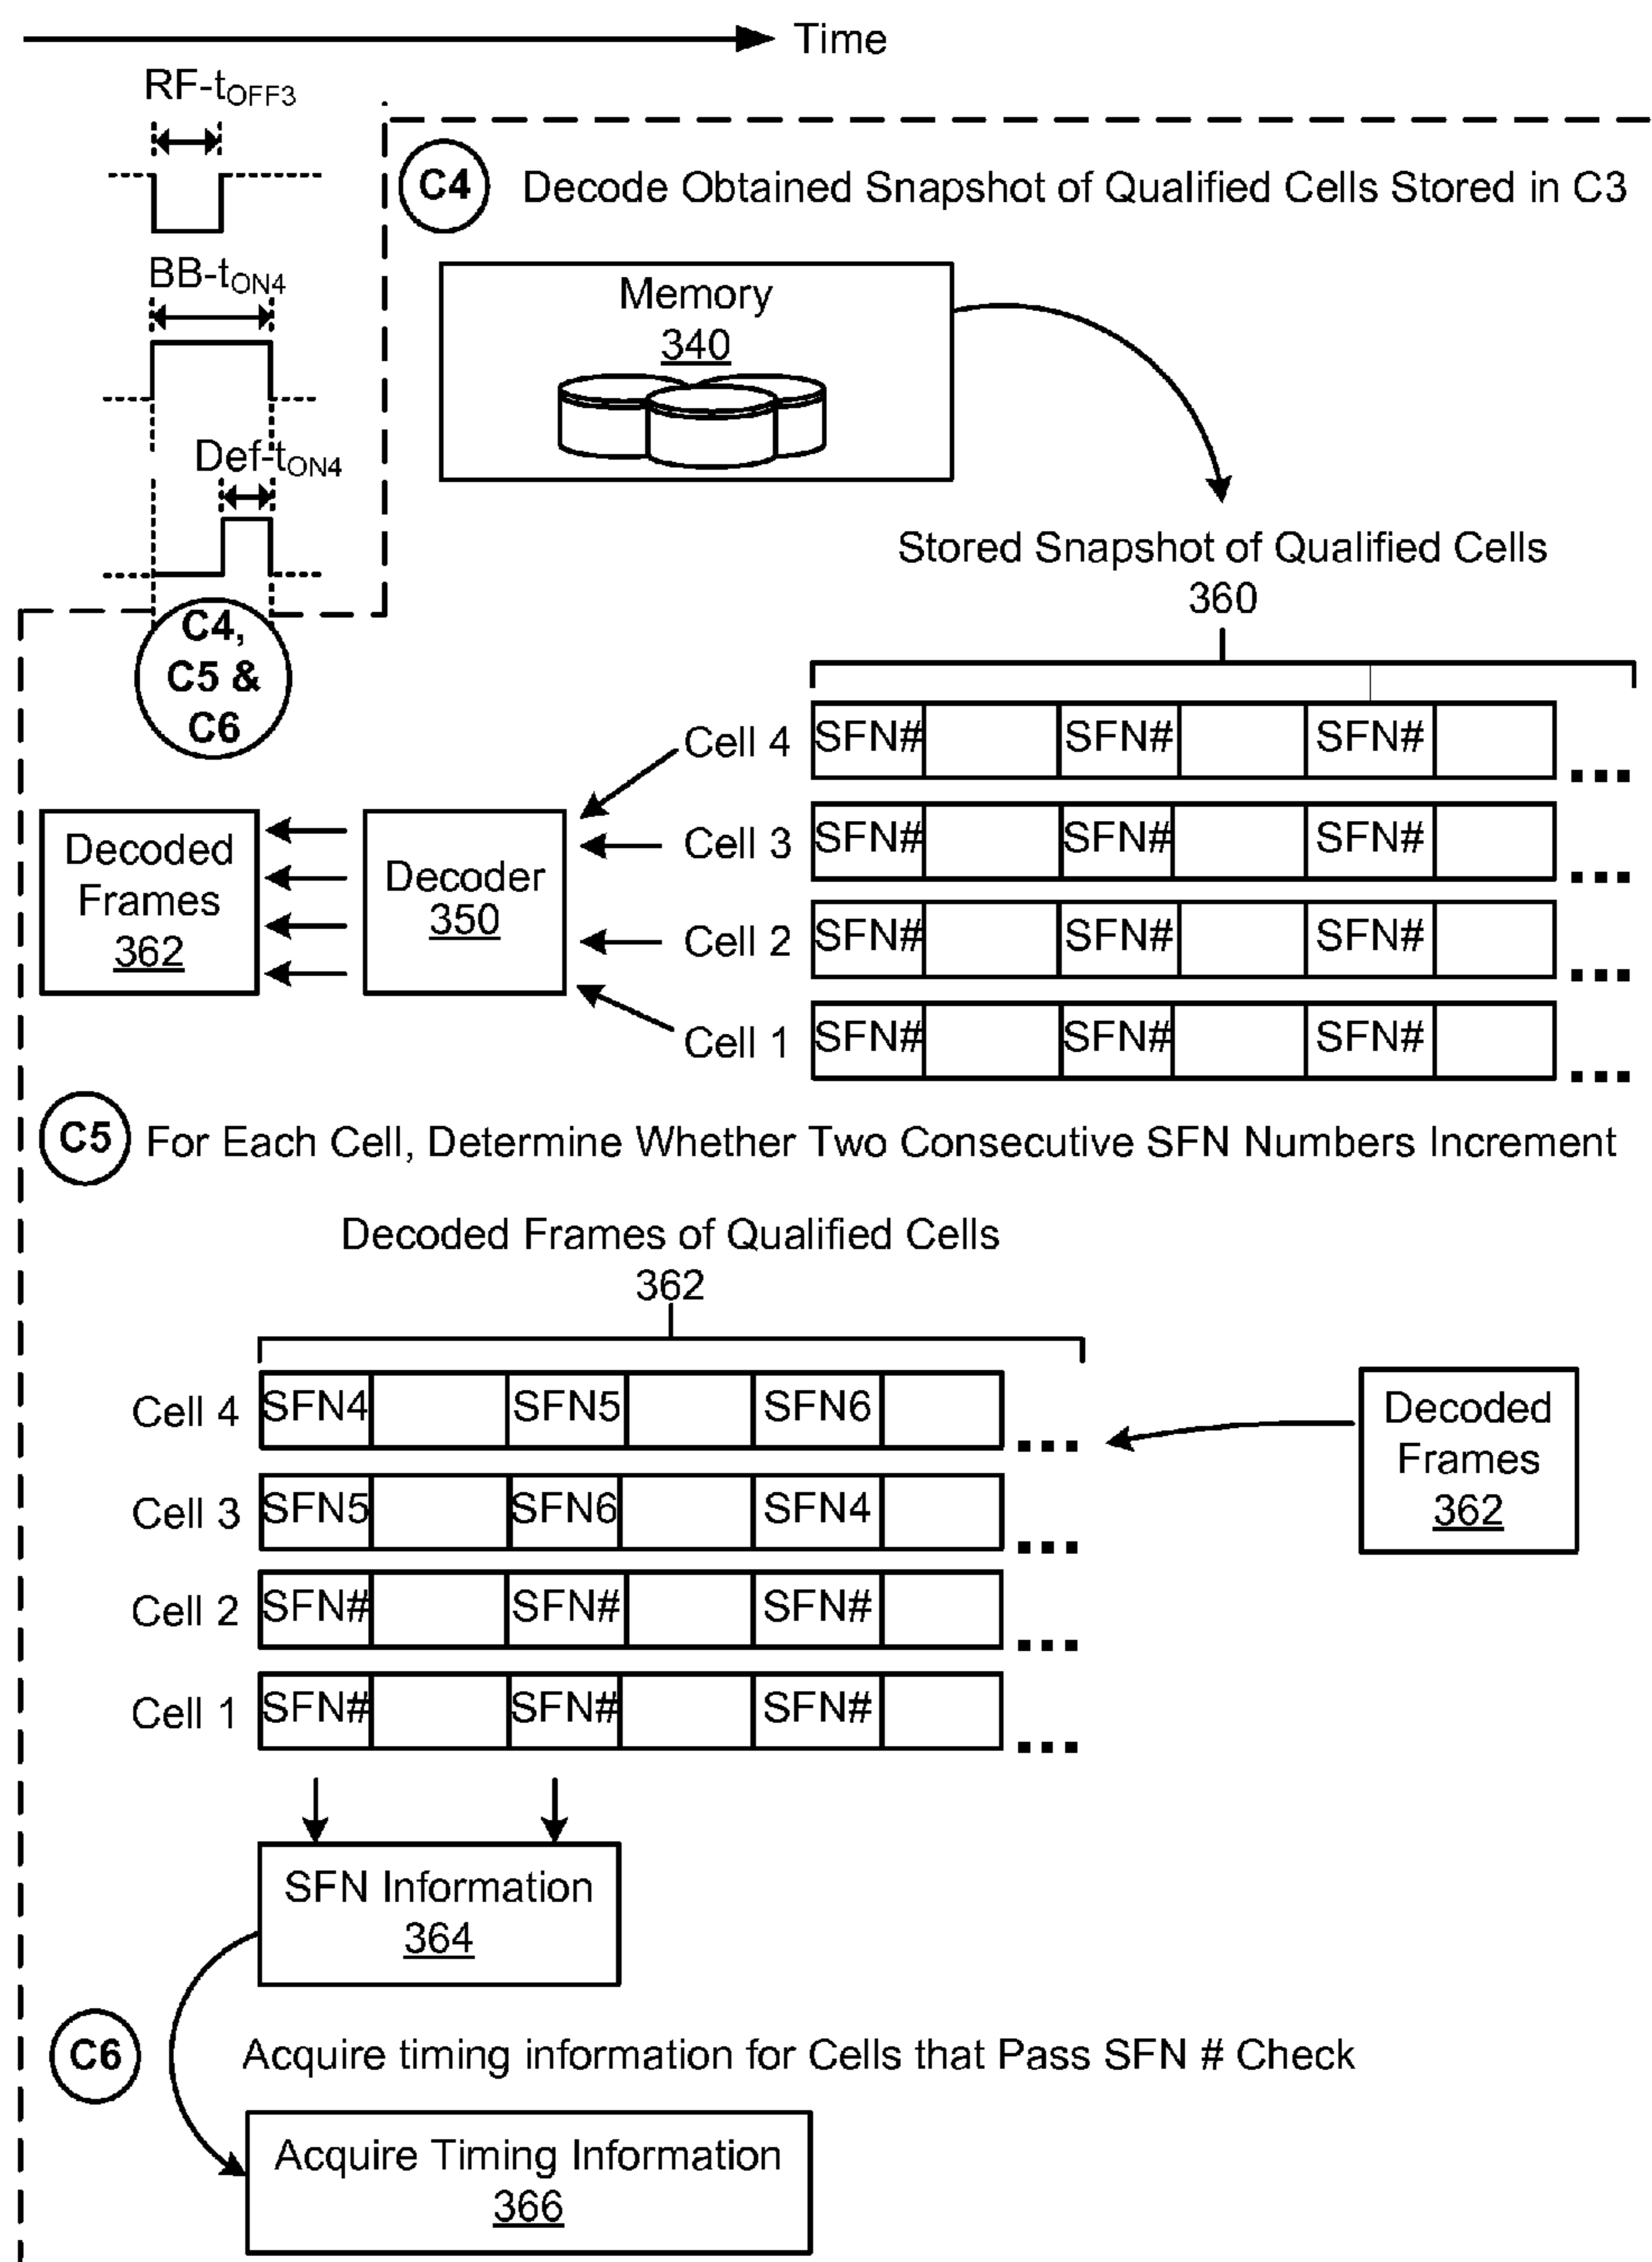 Time
RF-tOFF3
C4
Decode Obtained Snapshot of Qualified Cells Stored in C3
BB-tON4
Memory
340
Def-tON4
Stored Snapshot of Qualified Cells
360
C4,
C5 &
C6
Cell 4 SFN# SFN# SFN# ...
Cell 3 SFN# SFN# SFN# ...
Cell 2 SFN# SFN# SFN# ...
Cell 1 SFN# SFN# SFN# ...
Decoder
350
Decoded
Frames
362
C5
For Each Cell, Determine Whether Two Consecutive SFN Numbers Increment
Decoded Frames of Qualified Cells
362
Cell 4 SFN4 SFN5 SFN6 ...
Cell 3 SFN5 SFN6 SFN4 ...
Cell 2 SFN# SFN# SFN# ...
Cell 1 SFN# SFN# SFN# ...
Decoded
Frames
362
SFN Information
364
C6
Acquire timing information for Cells that Pass SFN # Check
Acquire Timing Information
366